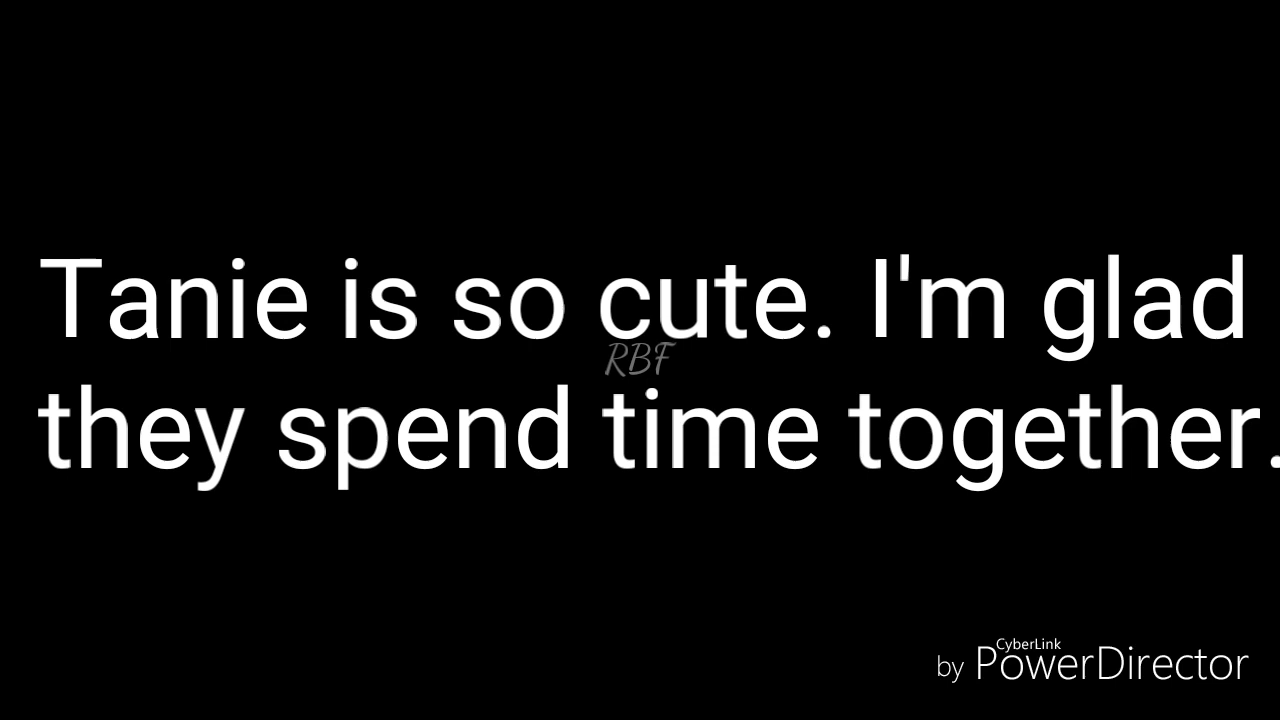 Tanie is so cute. I'm glad
RBF
they spend time together.
CyberLink
by PowerDirector